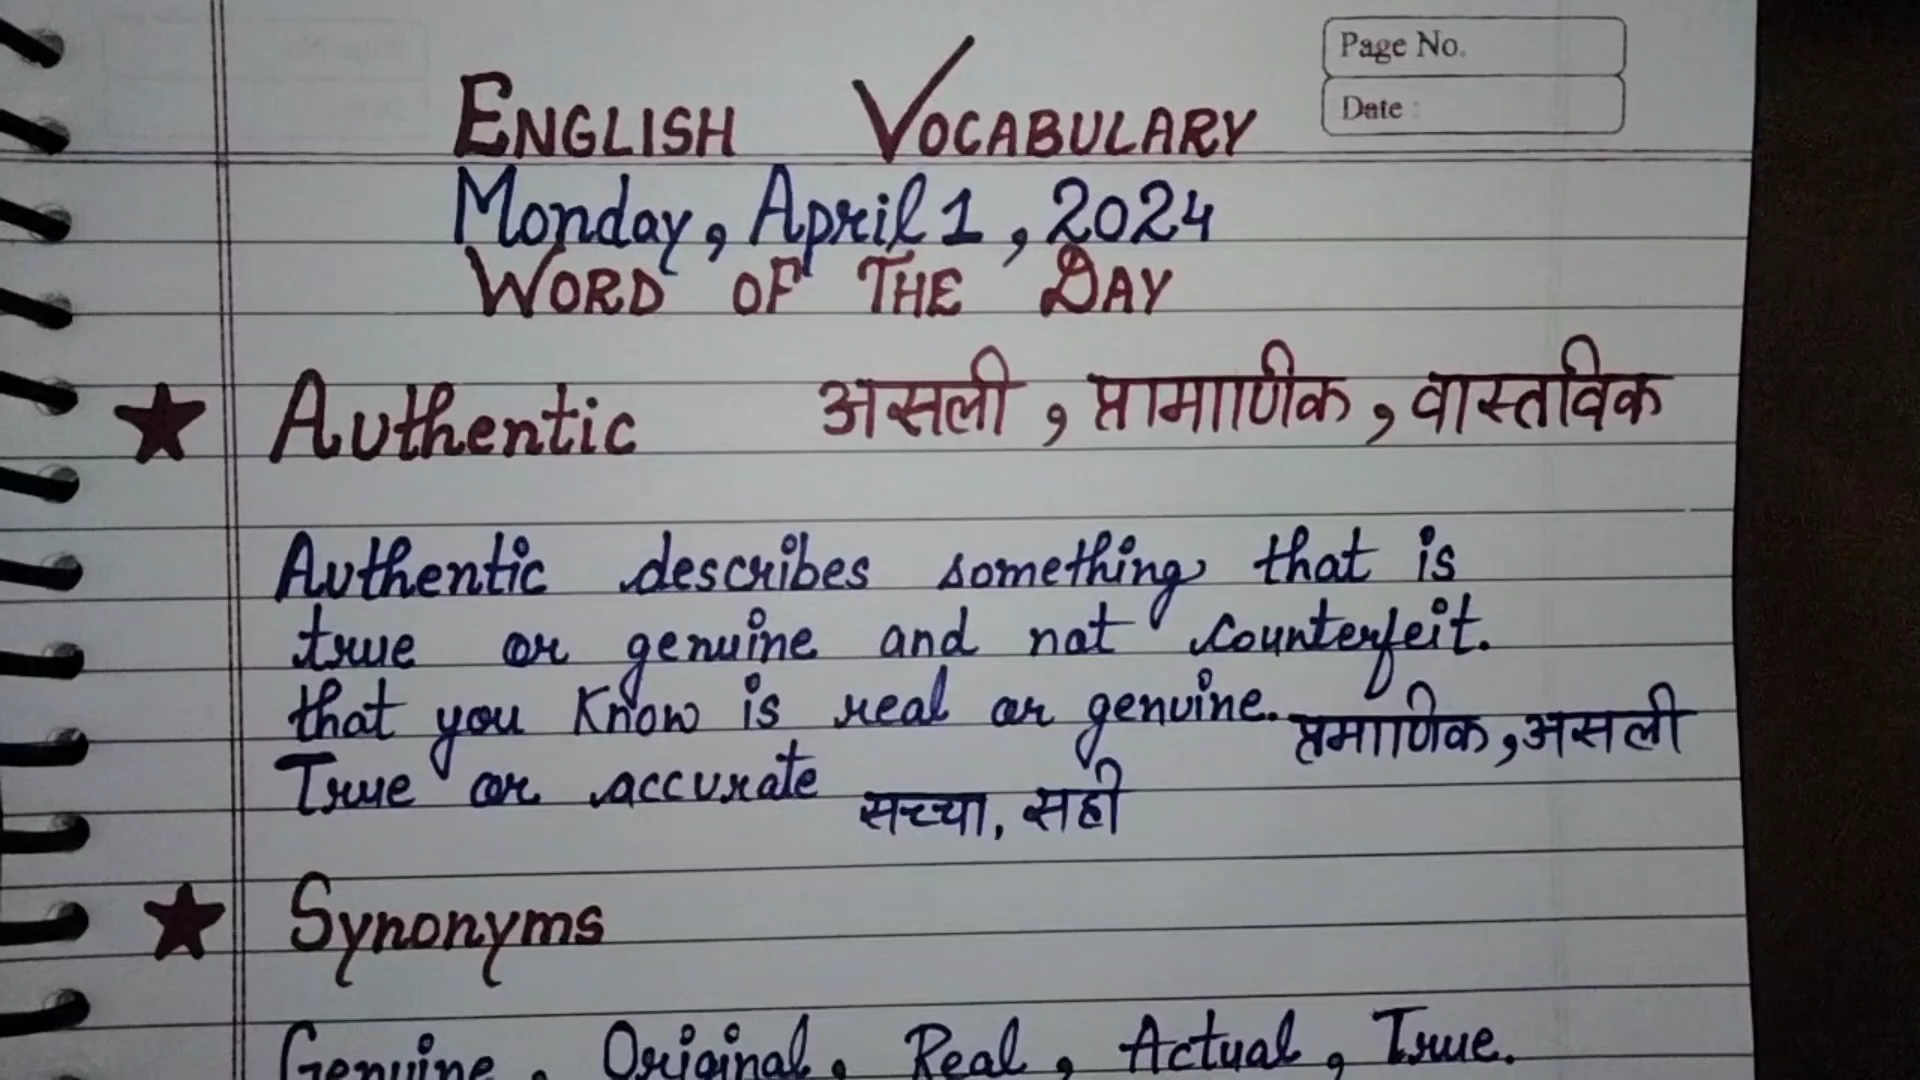 Page No.
Date :
ENGLISH VOCABULARY
Monday, April 1, 2024
WORD OF THE DAY
★ Authentic असली, प्रामाणिक, वास्तविक
Authentic describes something that is
true or genuine and not counterfeit.
that you Know is real or genuine. प्रमाणिक, असली
True or accurate सच्चा, सही
★ Synonyms
Genuine, Original, Real, Actual, True.